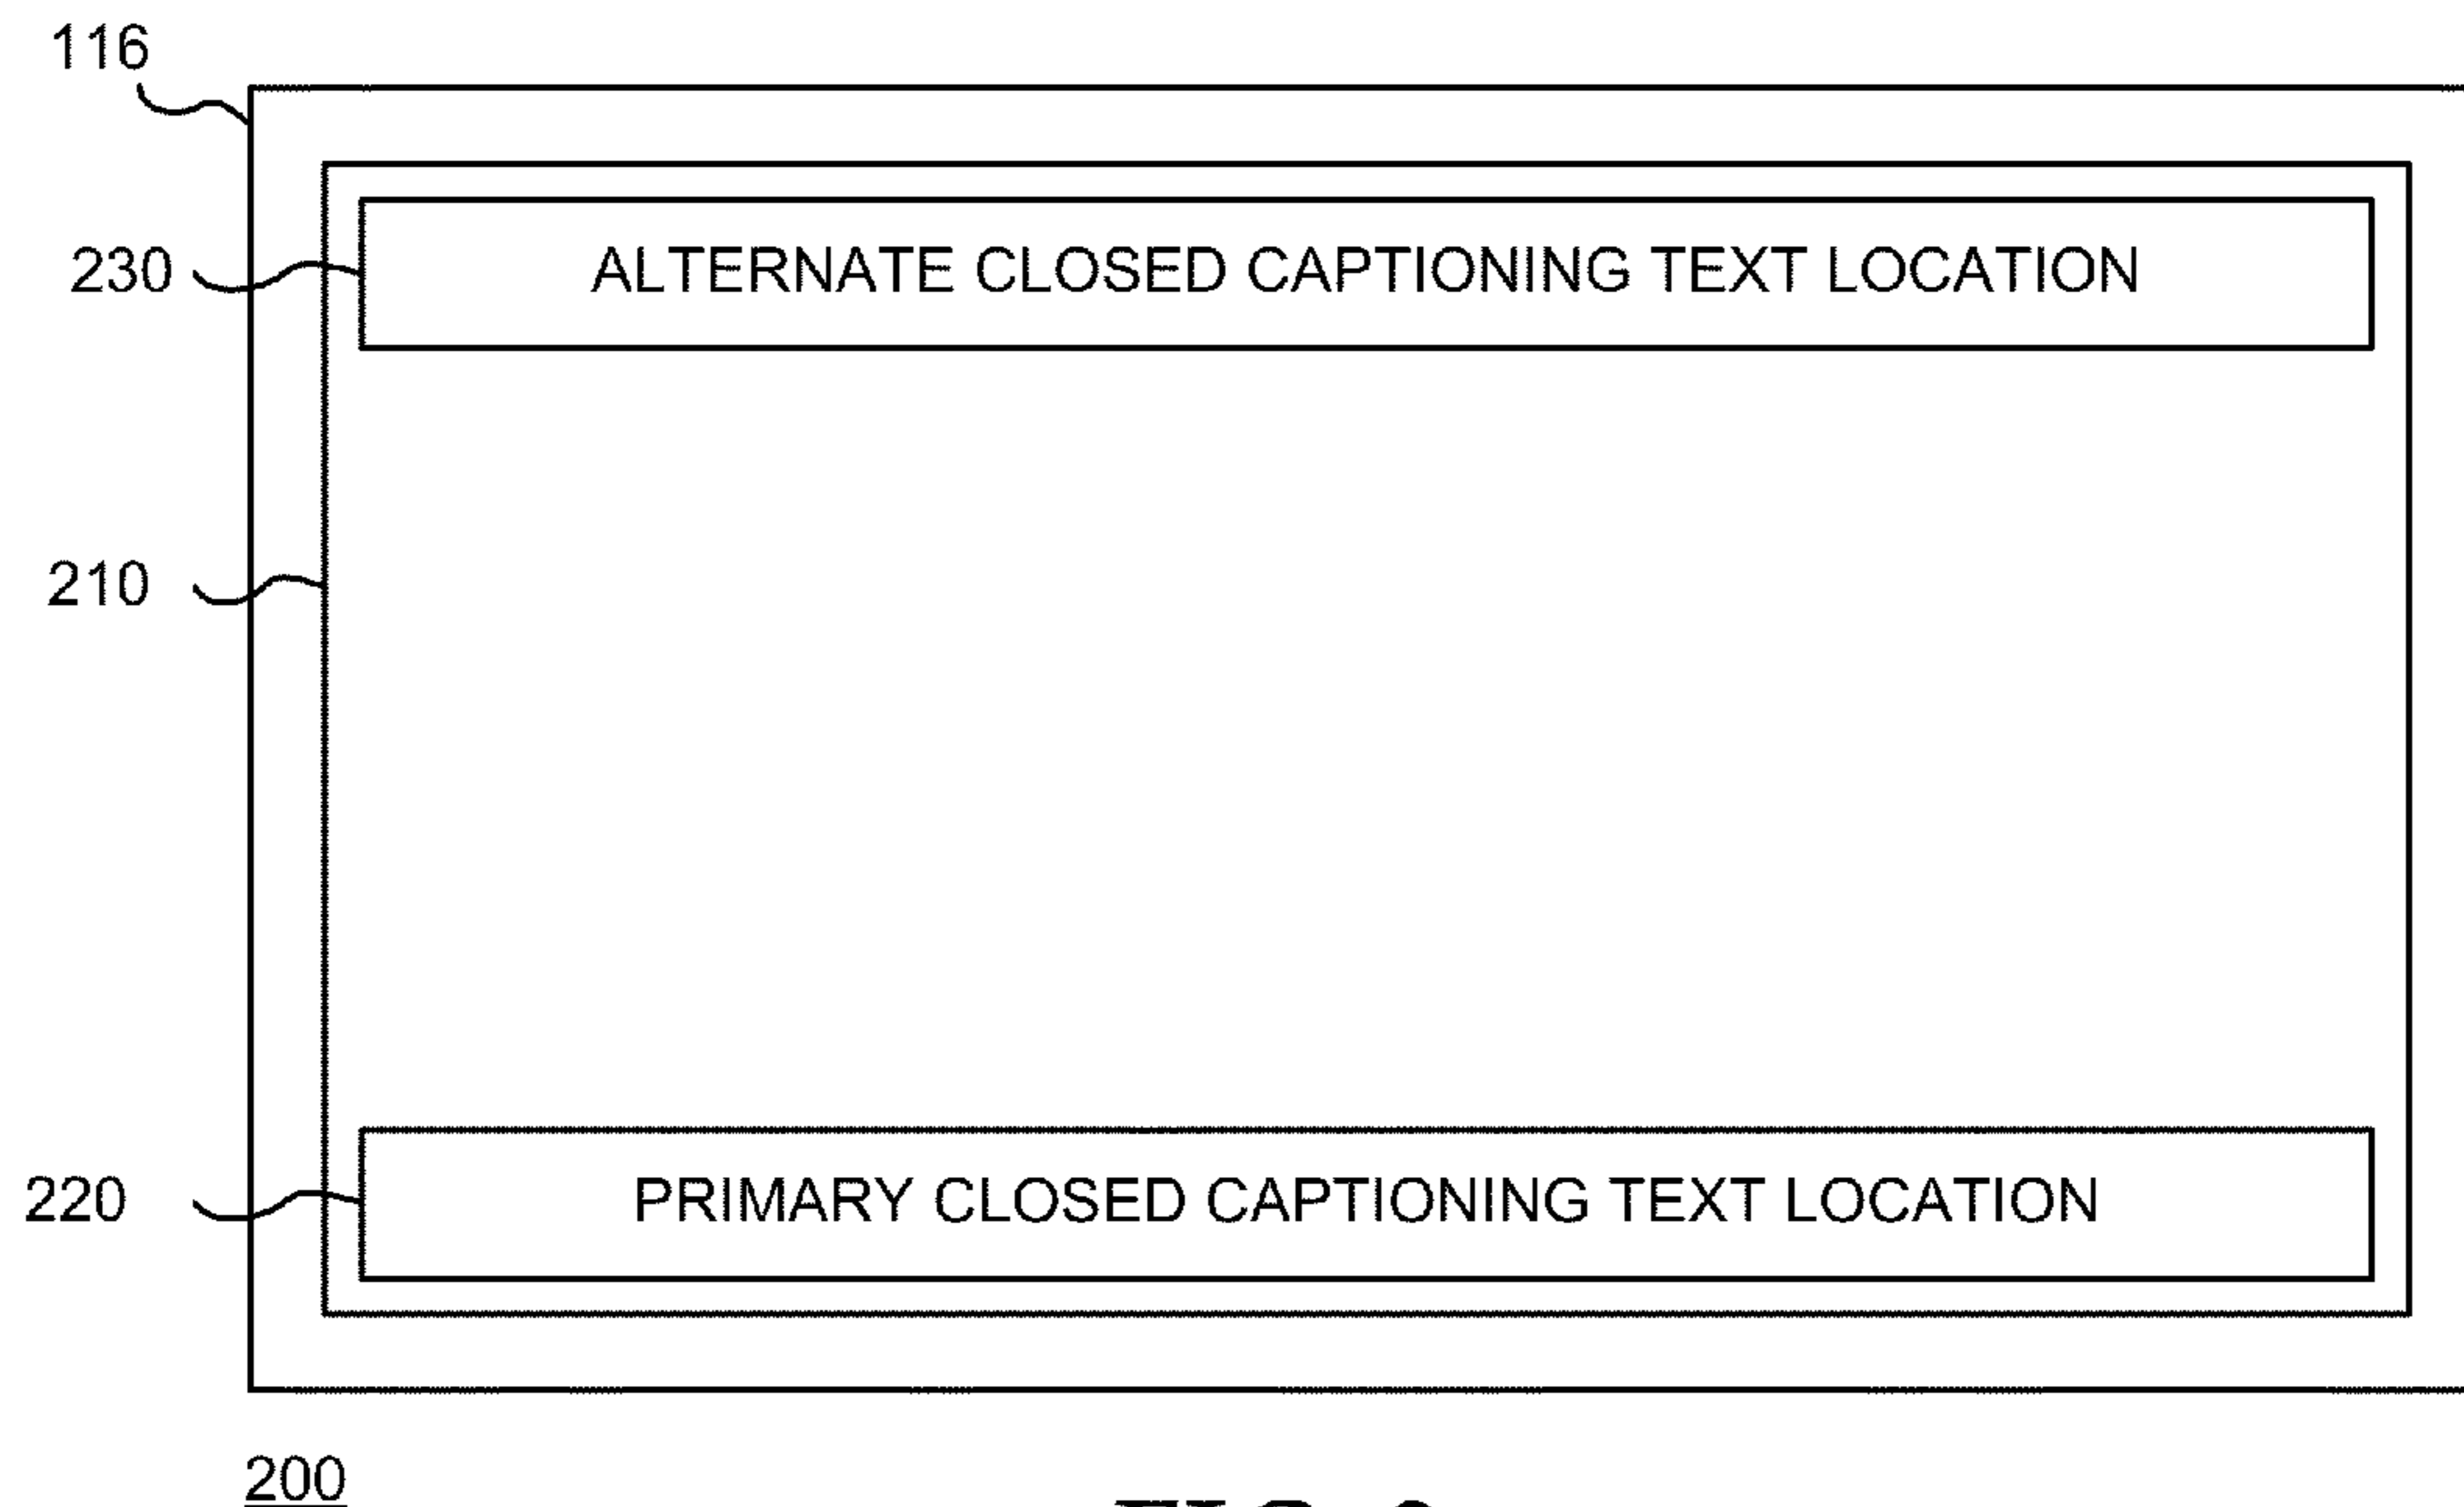 116
230 ALTERNATE CLOSED CAPTIONING TEXT LOCATION
210
220 PRIMARY CLOSED CAPTIONING TEXT LOCATION
200